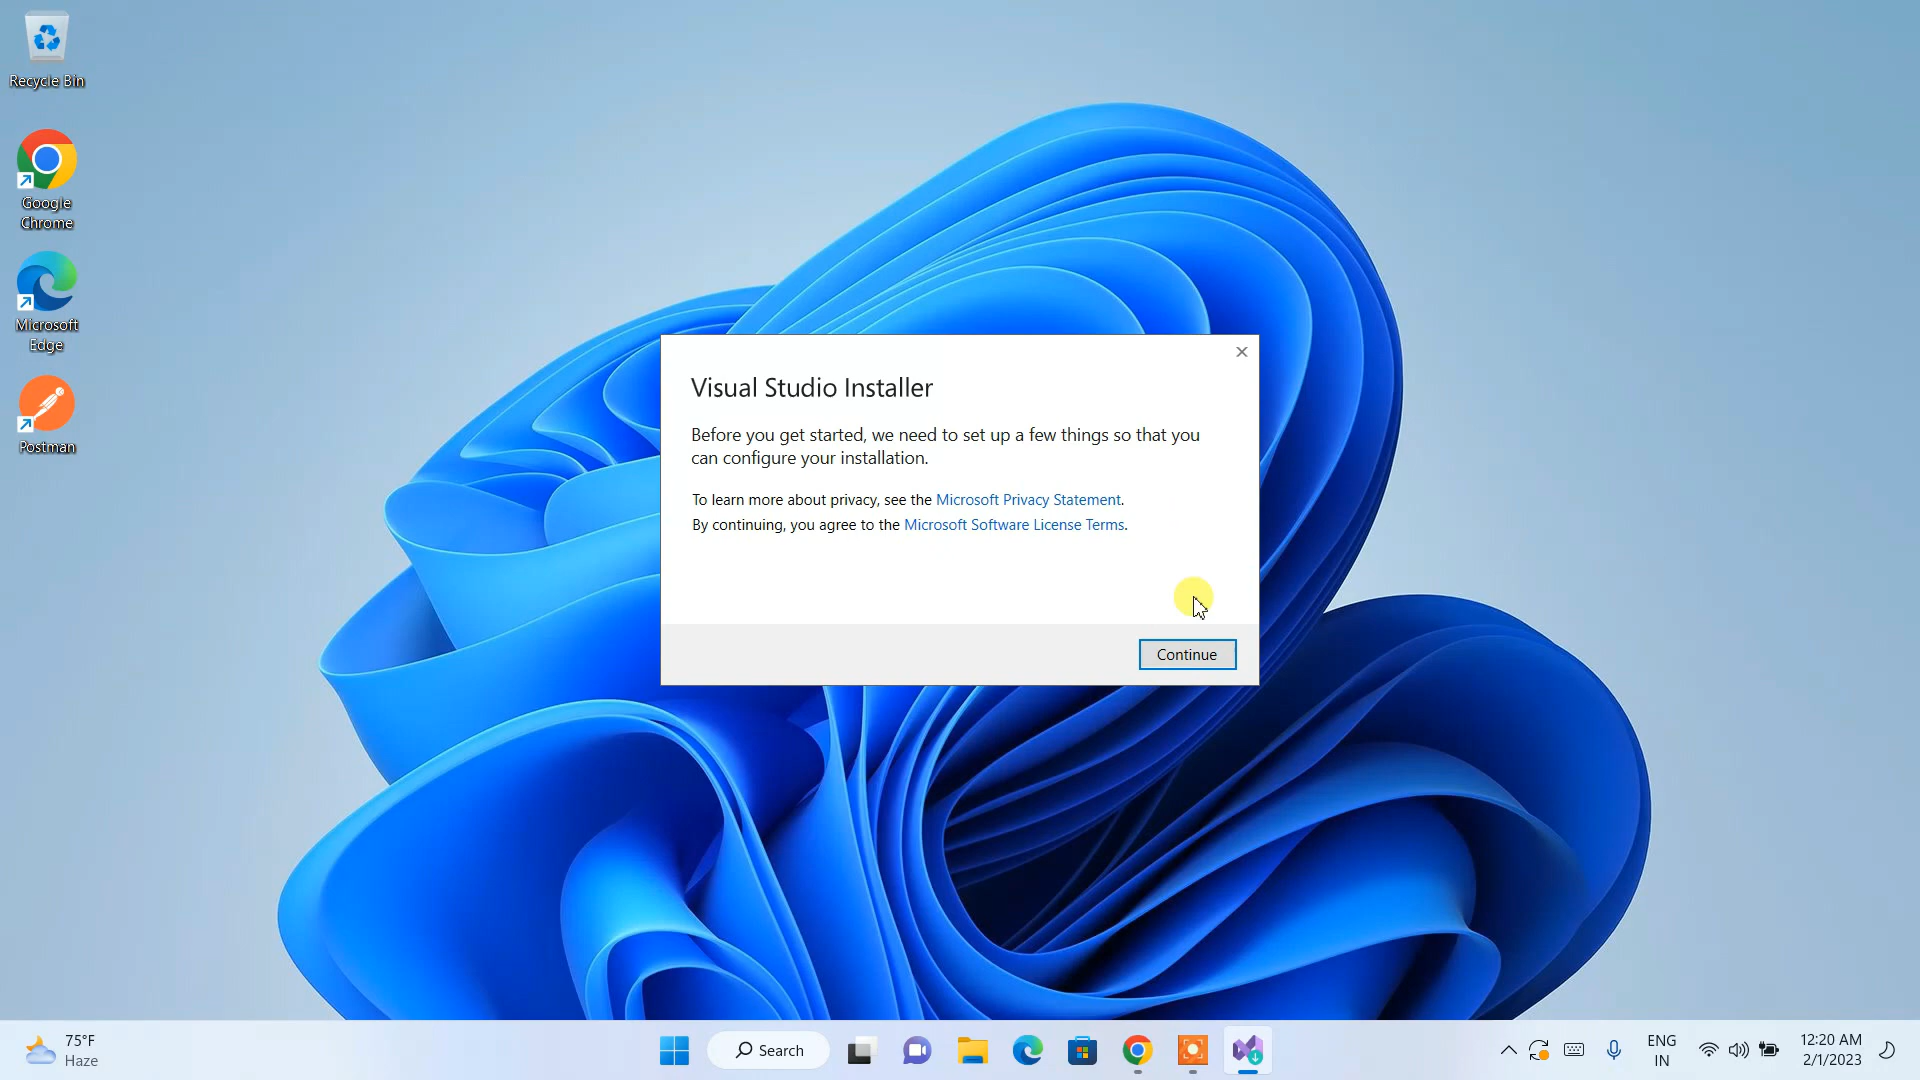 Recycle Bin
Google
Chrome
Microsoft
Edge
Postman
Visual Studio Installer
Before you get started, we need to set up a few things so that you
can configure your installation.
To learn more about privacy, see the Microsoft Privacy Statement.
By continuing, you agree to the Microsoft Software License Terms.
Continue
75°F
Haze
Search
ENG
IN
12:20 AM
2/1/2023